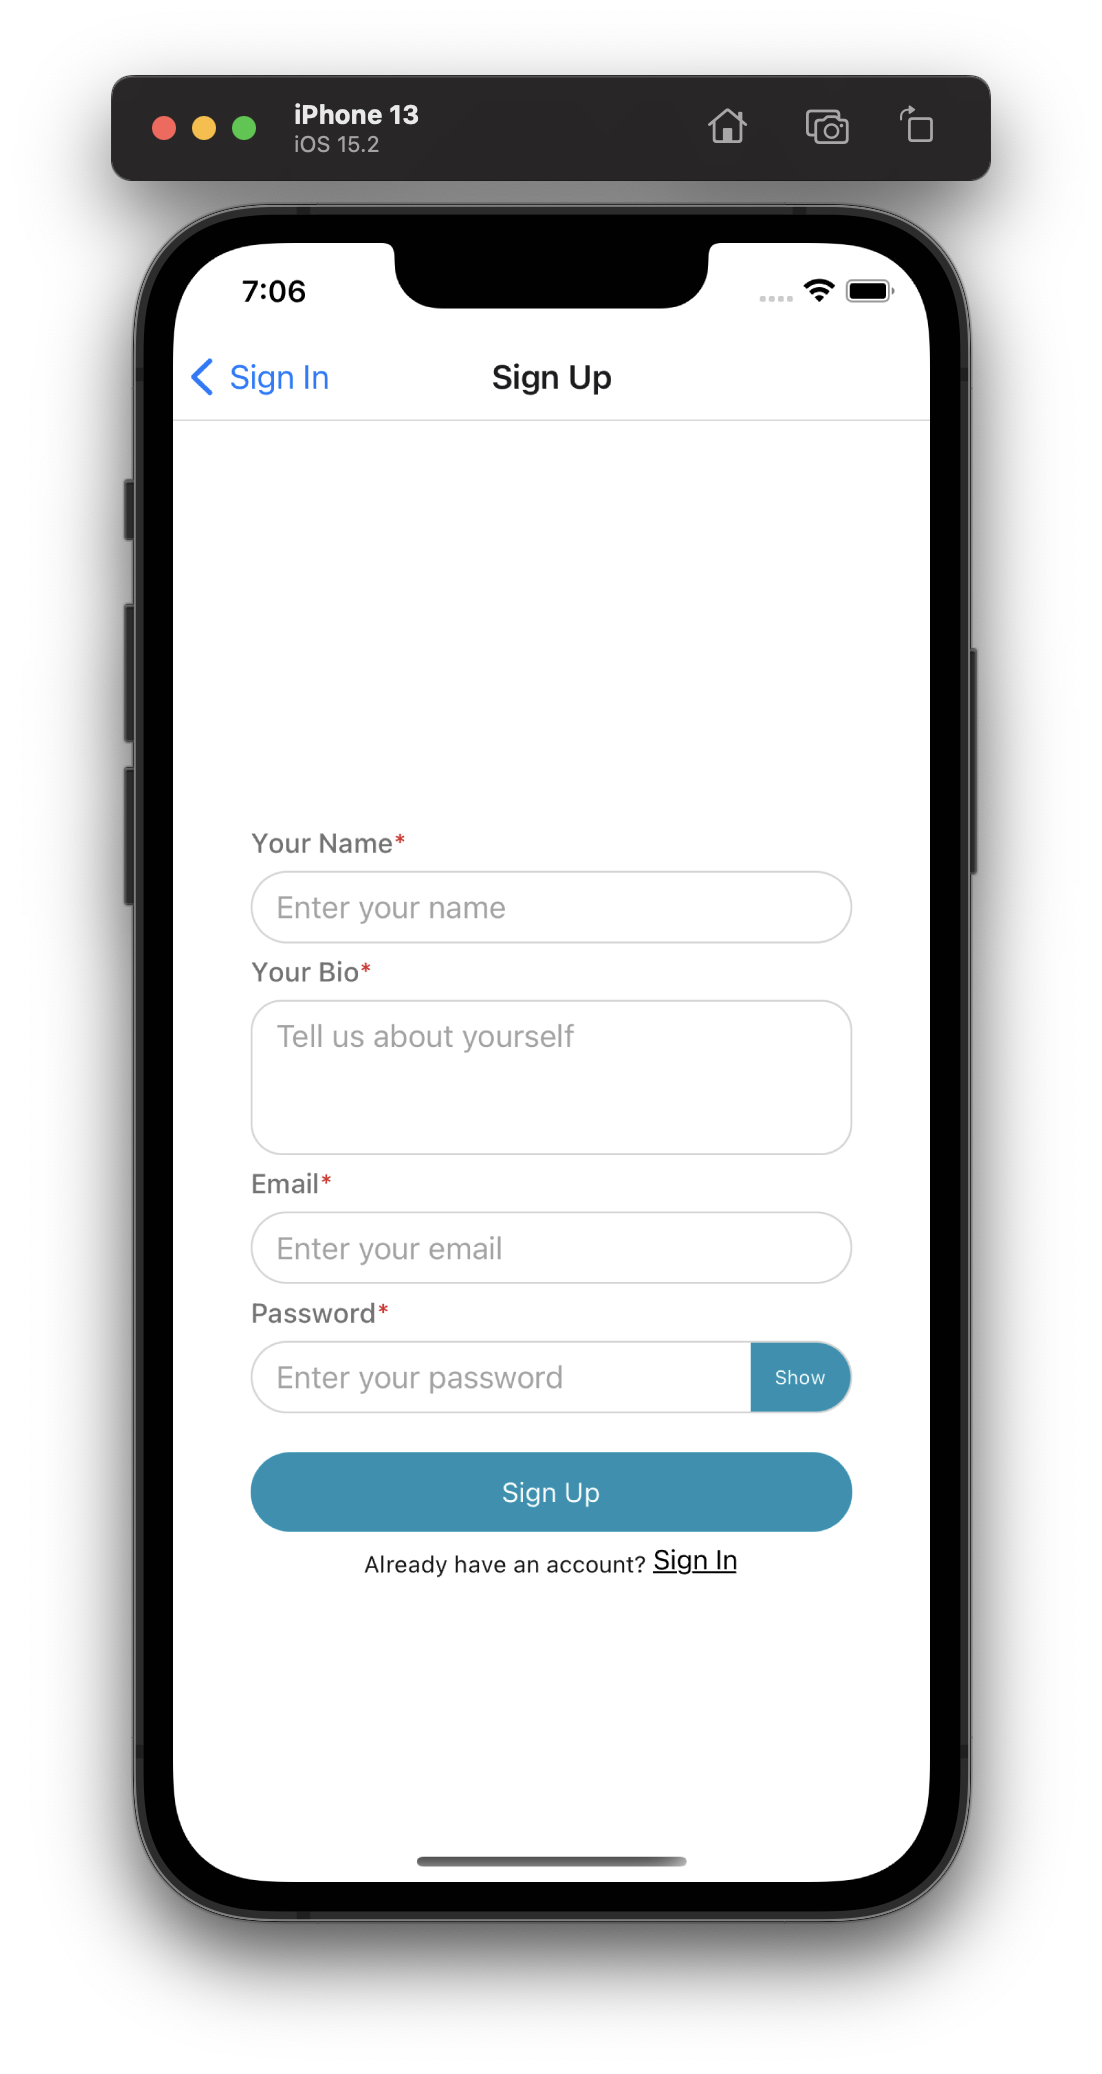 iPhone 13
iOS 15.2
7:06
Sign In Sign Up
Your Name*
Enter your name
Your Bio*
Tell us about yourself
Email*
Enter your email
Password*
Enter your password Show
Sign Up
Already have an account? Sign In